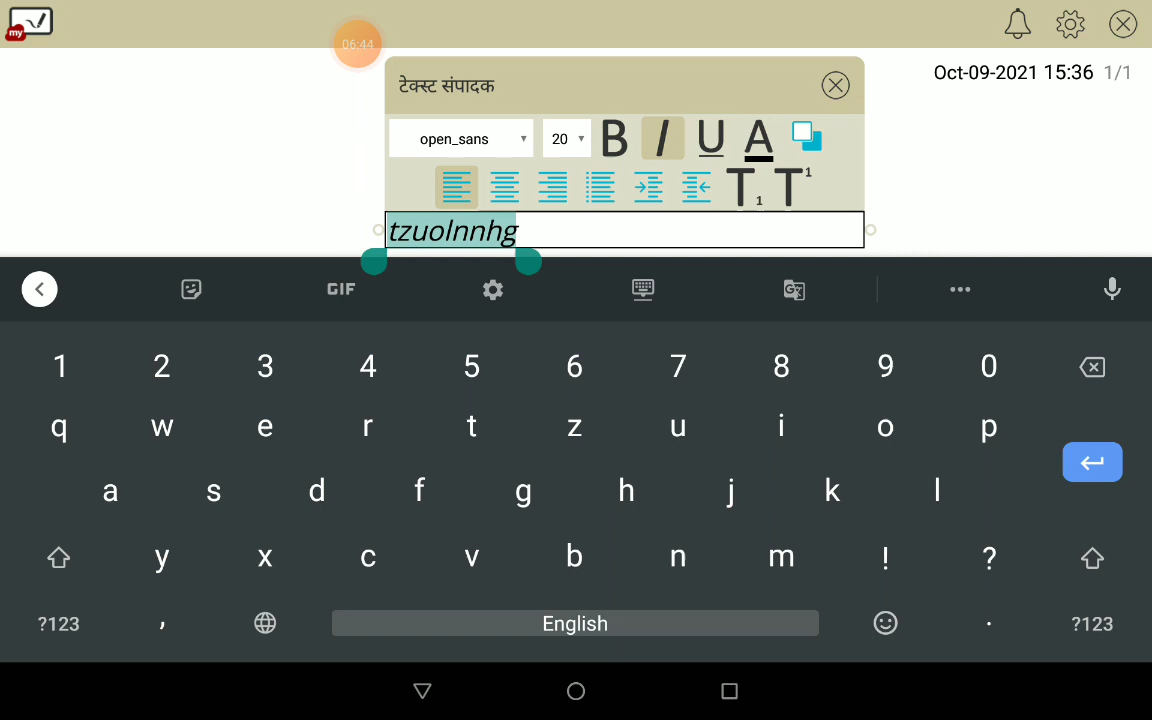 my
06:44
Oct-09-2021 15:36 1/1
टेक्स्ट संपादक
open_sans 20 B I U A
T1 T1
tzuolnnhg
GIF
1 2 3 4 5 6 7 8 9 0
q w e r t z u i o p
a s d f g h j k l
y x c v b n m ! ?
?123 , English . ?123